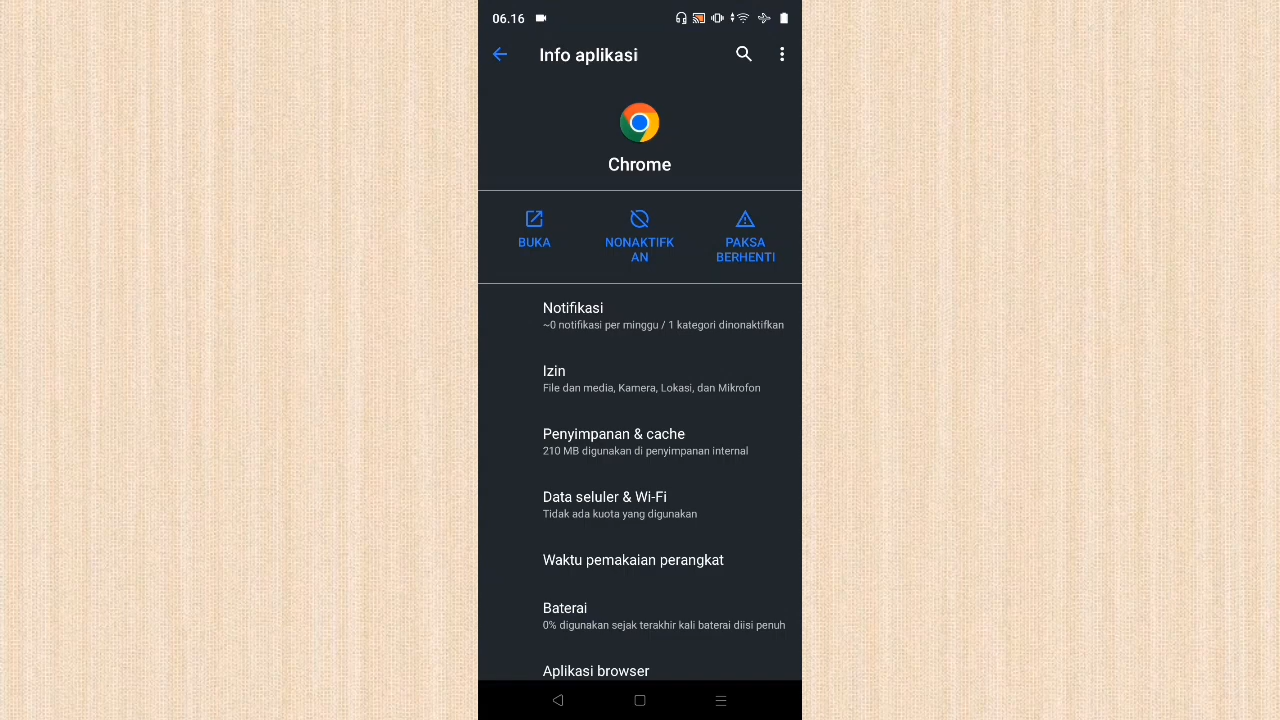 06.16
Info aplikasi
Chrome
BUKA
NONAKTIFK
AN
PAKSA
BERHENTI
Notifikasi
~0 notifikasi per minggu / 1 kategori dinonaktifkan
Izin
File dan media, Kamera, Lokasi, dan Mikrofon
Penyimpanan & cache
210 MB digunakan di penyimpanan internal
Data seluler & Wi-Fi
Tidak ada kuota yang digunakan
Waktu pemakaian perangkat
Baterai
0% digunakan sejak terakhir kali baterai diisi penuh
Aplikasi browser